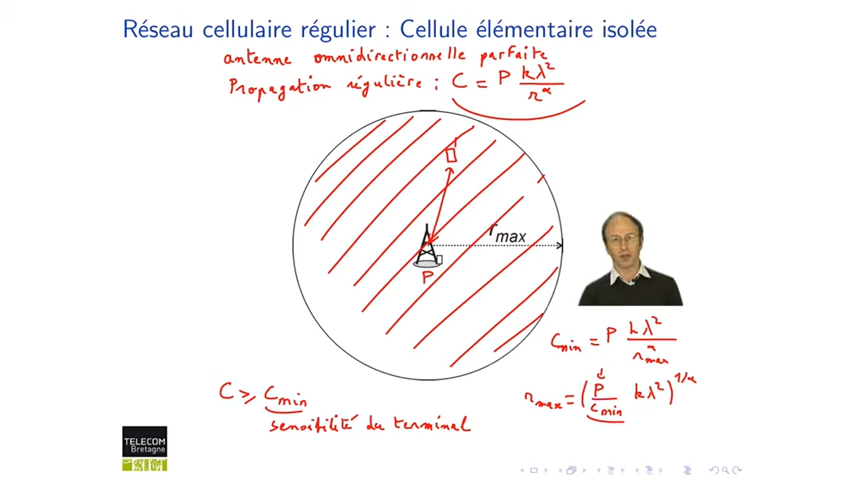 Réseau cellulaire régulier : Cellule élémentaire isolée
antenne omnidirectionnelle parfaite
Propagation régulière : C = P kλ² / r^α
r_max
P
C_min = P kλ² / r_max^α
C ⩾ C_min
r_max = (P / C_min kλ²)^1/α
sensibilité du terminal
TELECOM
Bretagne